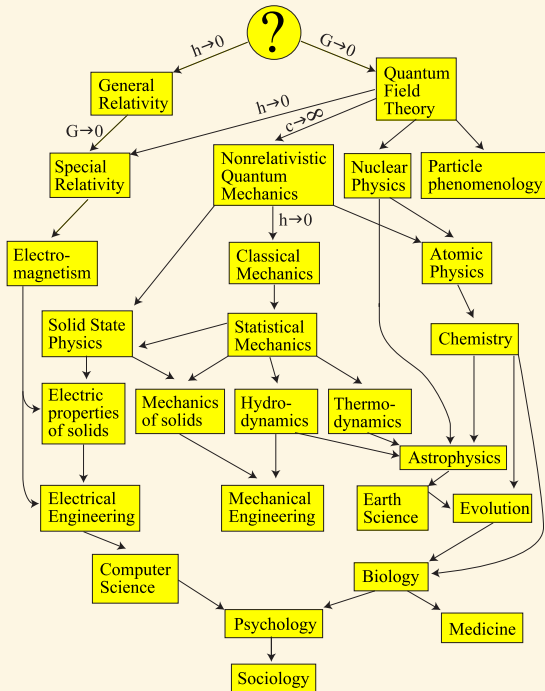 ?
h→0
G→0
General
Relativity
Quantum
Field
Theory
G→0
h→0
c→∞
Special
Relativity
Nonrelativistic
Quantum
Mechanics
Nuclear
Physics
Particle
phenomenology
h→0
Electro-
magnetism
Classical
Mechanics
Atomic
Physics
Solid State
Physics
Statistical
Mechanics
Chemistry
Electric
properties
of solids
Mechanics
of solids
Hydro-
dynamics
Thermo-
dynamics
Astrophysics
Electrical
Engineering
Mechanical
Engineering
Earth
Science
Evolution
Computer
Science
Biology
Psychology
Medicine
Sociology